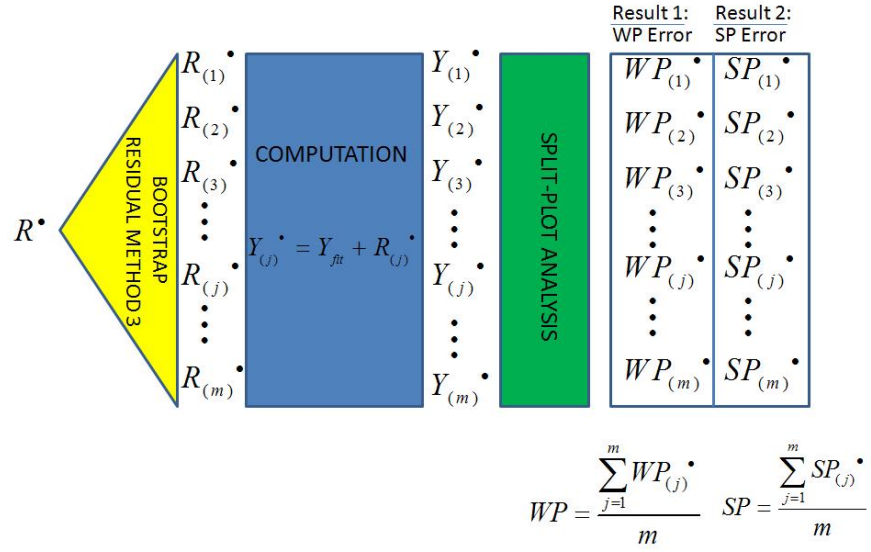 Result 1: Result 2:
WP Error SP Error
R•
BOOTSTRAP
RESIDUAL METHOD 3
R(1)•
R(2)•
R(3)•
R(j)•
R(m)•
COMPUTATION
Y(j)• = Yfit + R(j)•
Y(1)•
Y(2)•
Y(3)•
Y(j)•
Y(m)•
SPLIT-PLOT ANALYSIS
WP(1)• SP(1)•
WP(2)• SP(2)•
WP(3)• SP(3)•
WP(j)• SP(j)•
WP(m)• SP(m)•
WP = ∑_{j=1}^{m} WP(j)• / m SP = ∑_{j=1}^{m} SP(j)• / m